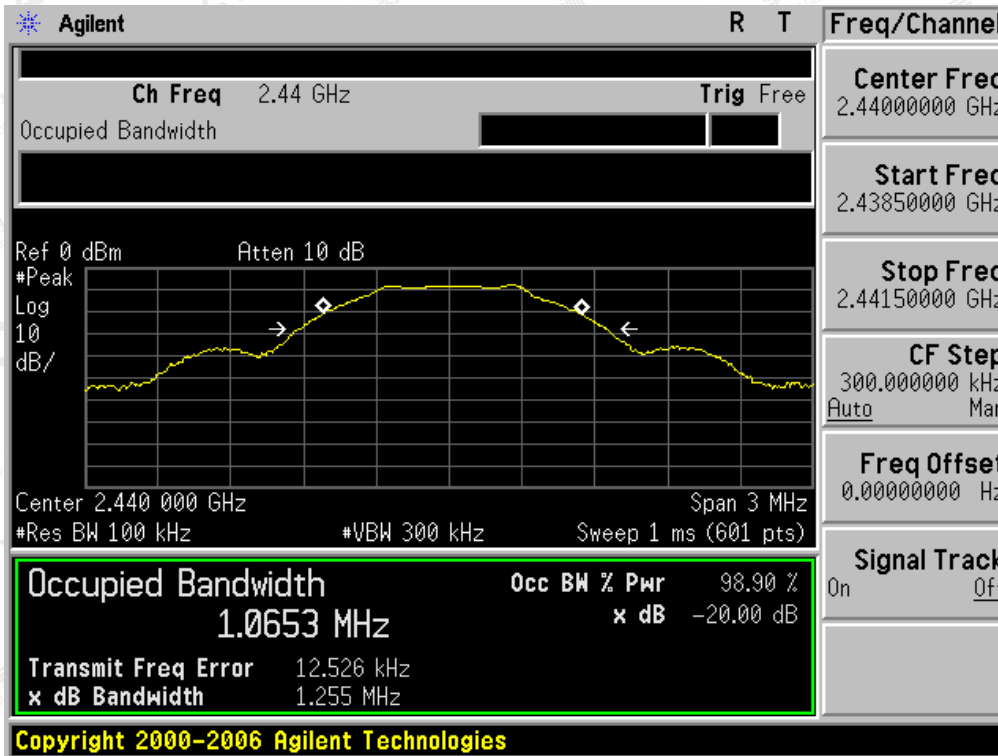 Agilent R T
Freq/Channel
Ch Freq 2.44 GHz Trig Free
Occupied Bandwidth
Ref 0 dBm Atten 10 dB
#Peak
Log
10
dB/
Center 2.440 000 GHz Span 3 MHz
#Res BW 100 kHz #VBW 300 kHz Sweep 1 ms (601 pts)
Occupied Bandwidth
1.0653 MHz
Occ BW % Pwr 98.90 %
x dB -20.00 dB
Transmit Freq Error 12.526 kHz
x dB Bandwidth 1.255 MHz
Center Freq
2.44000000 GHz
Start Freq
2.43850000 GHz
Stop Freq
2.44150000 GHz
CF Step
300.000000 kHz
Auto Man
Freq Offset
0.00000000 Hz
Signal Track
On Off
Copyright 2000-2006 Agilent Technologies